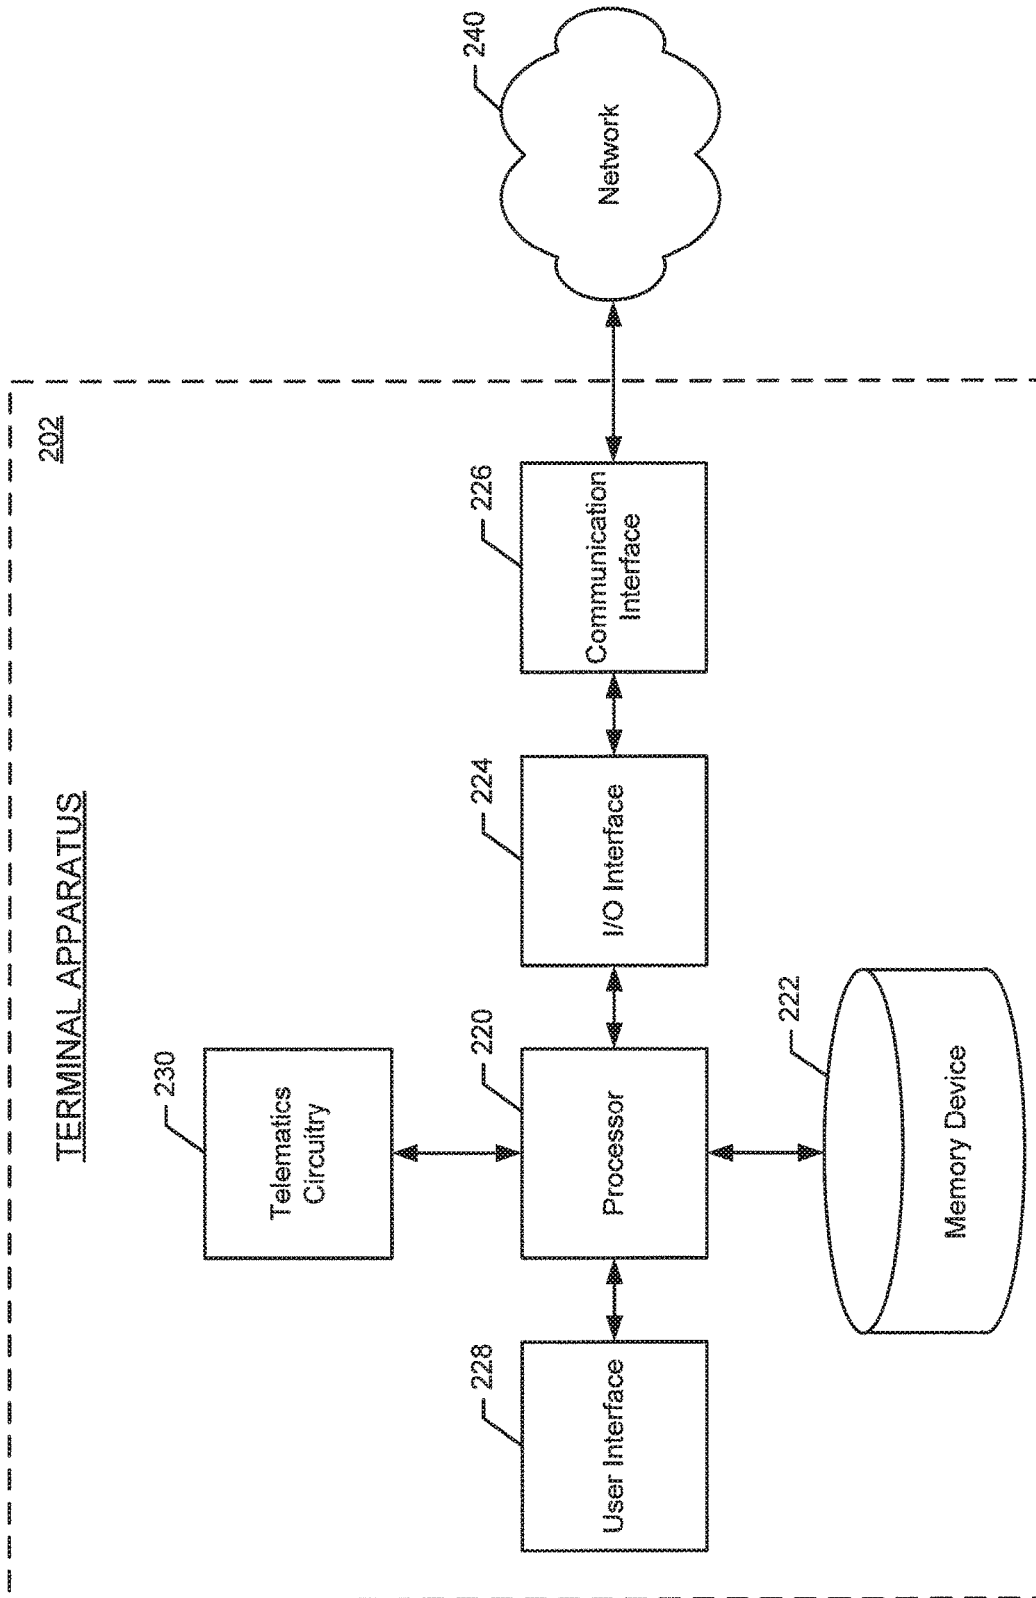 TERMINAL APPARATUS
202
230
Telematics
Circuitry
228
User Interface
220
Processor
224
I/O Interface
226
Communication
Interface
240
Network
222
Memory Device